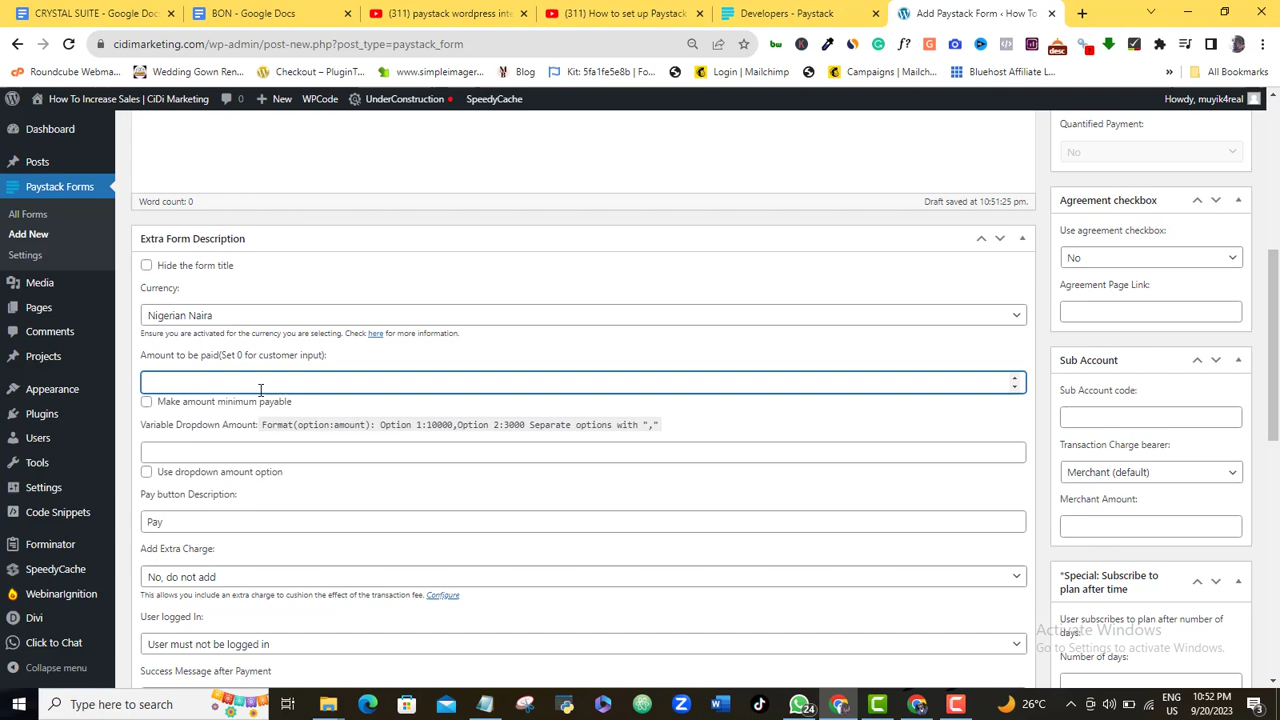 CRYSTAL SUITE - Google Doc
BON - Google Docs
(311) paystack wordpress inte
(311) How to set up Paystack
Developers - Paystack
Add Paystack Form ‹ How To
cidimarketing.com/wp-admin/post-new.php?post_type=paystack_form
Roundcube Webma...
Wedding Gown Ren...
Checkout – Plugin1...
www.simpleimager...
Blog
Kit: 5fa1fe5e8b | Fo...
Login | Mailchimp
Campaigns | Mailch...
Bluehost Affiliate L...
»
All Bookmarks
How To Increase Sales | CiDi Marketing
0
New
WPCode
UnderConstruction
SpeedyCache
Howdy, muyik4real
Dashboard
Posts
Paystack Forms
All Forms
Add New
Settings
Media
Pages
Comments
Projects
Appearance
Plugins
Users
Tools
Settings
Code Snippets
Forminator
SpeedyCache
WebinarIgnition
Divi
Click to Chat
Collapse menu
Word count: 0
Draft saved at 10:51:25 pm.
Extra Form Description
Hide the form title
Currency:
Nigerian Naira
Ensure you are activated for the currency you are selecting. Check here for more information.
Amount to be paid(Set 0 for customer input):
Make amount minimum payable
Variable Dropdown Amount: Format(option:amount): Option 1:10000,Option 2:3000 Separate options with ","
Use dropdown amount option
Pay button Description:
Pay
Add Extra Charge:
No, do not add
This allows you include an extra charge to cushion the effect of the transaction fee. Configure
User logged In:
User must not be logged in
Success Message after Payment
Quantified Payment:
No
Agreement checkbox
Use agreement checkbox:
No
Agreement Page Link:
Sub Account
Sub Account code:
Transaction Charge bearer:
Merchant (default)
Merchant Amount:
*Special: Subscribe to
plan after time
User subscribes to plan after number of
days:
Number of days:
Activate Windows
Go to Settings to activate Windows.
Type here to search
24
26°C
ENG
US
10:52 PM
9/20/2023
3